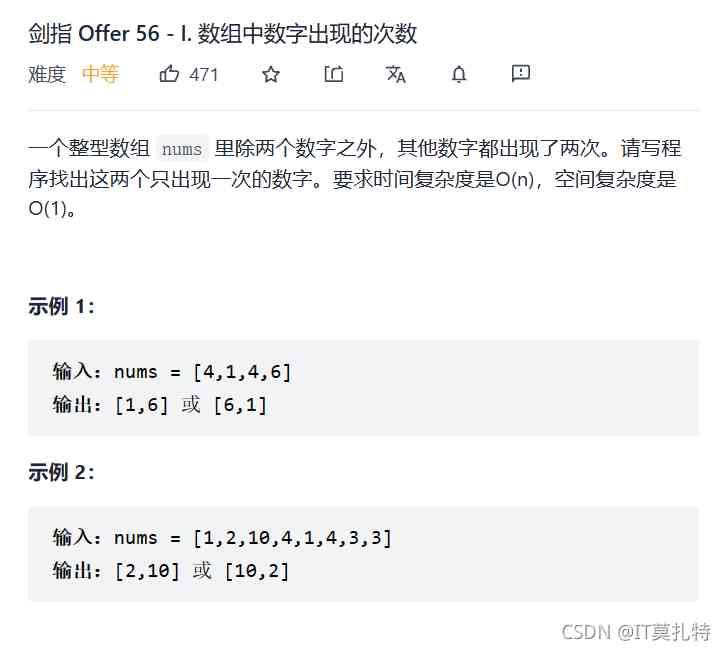 剑指 Offer 56 - I. 数组中数字出现的次数
难度 中等 471
一个整型数组 nums 里除两个数字之外，其他数字都出现了两次。请写程
序找出这两个只出现一次的数字。要求时间复杂度是O(n)，空间复杂度是
O(1)。
示例 1：
输入：nums = [4,1,4,6]
输出：[1,6] 或 [6,1]
示例 2：
输入：nums = [1,2,10,4,1,4,3,3]
输出：[2,10] 或 [10,2]
CSDN @IT莫扎特